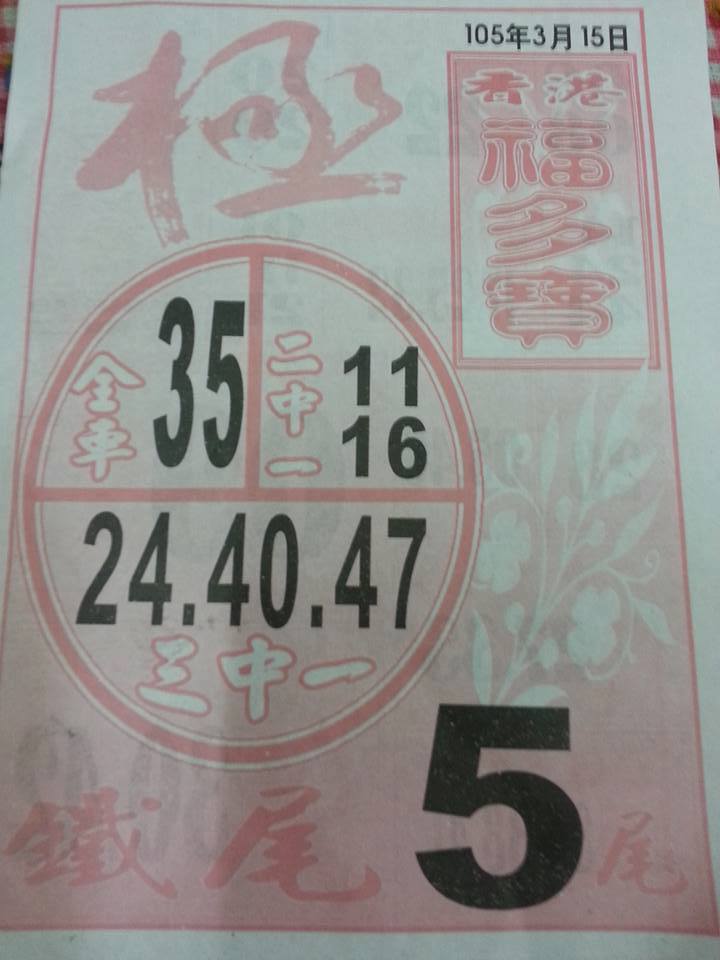 105年3月15日
極
香港
福多寶
全車
35
二中一
11
16
24.40.47
三中一
鐵尾
5
尾